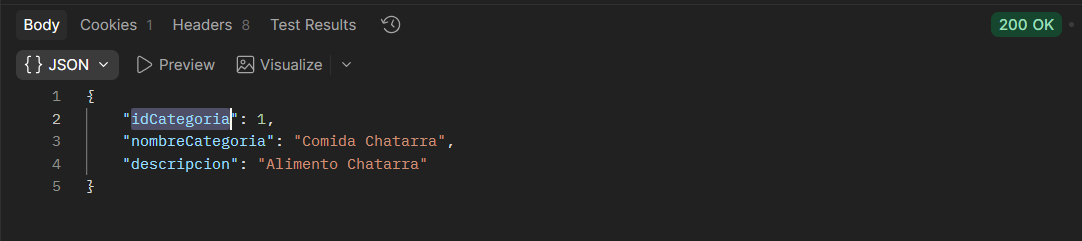 Body Cookies 1 Headers 8 Test Results 200 OK
{} JSON Preview Visualize
1 {
2 "idCategoria": 1,
3 "nombreCategoria": "Comida Chatarra",
4 "descripcion": "Alimento Chatarra"
5 }